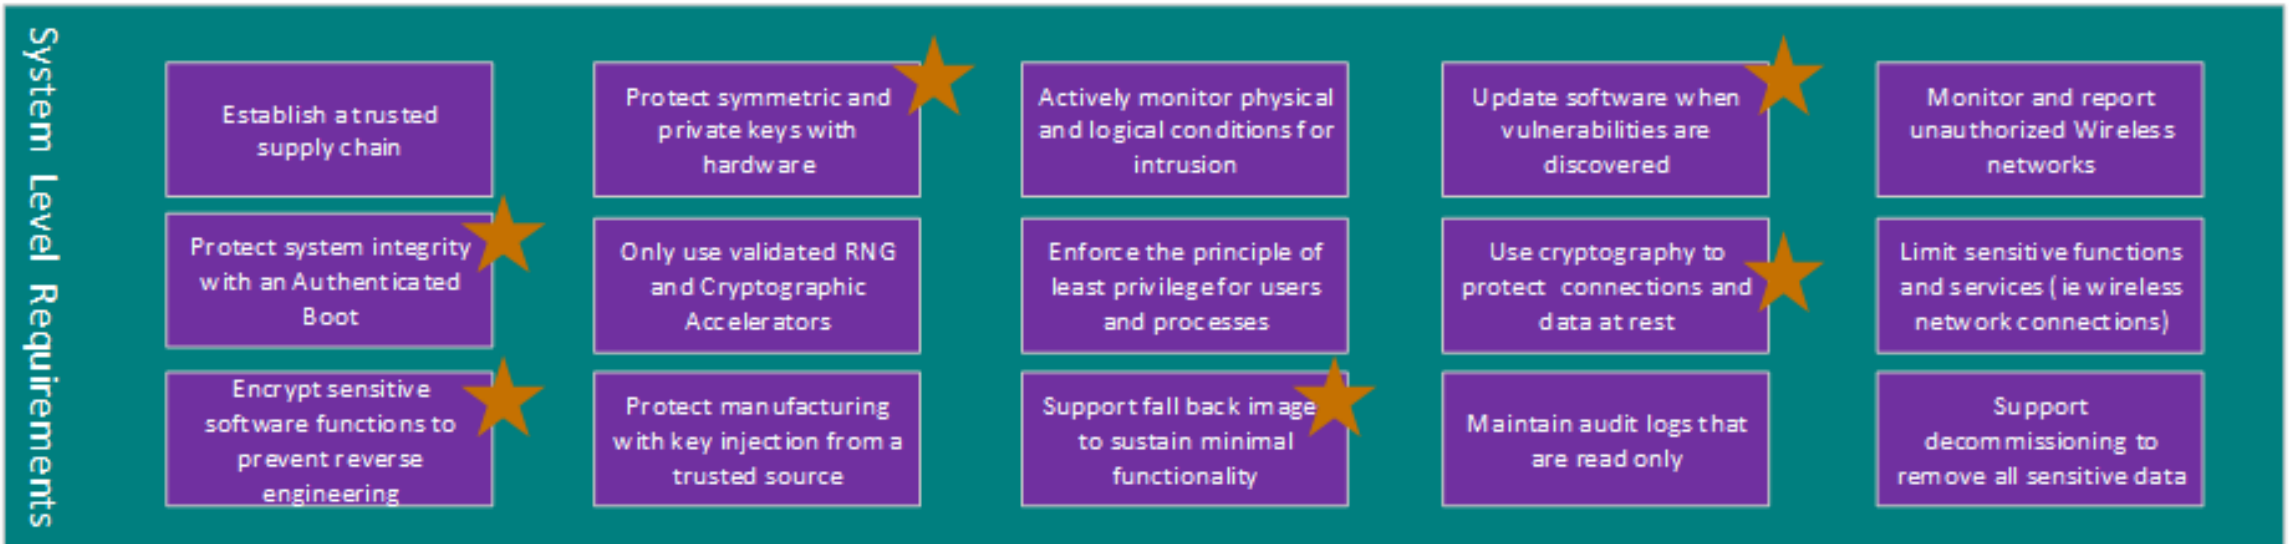 System Level Requirements
Establish a trusted
supply chain
Protect symmetric and
private keys with
hardware
Actively monitor physical
and logical conditions for
intrusion
Update software when
vulnerabilities are
discovered
Monitor and report
unauthorized Wireless
networks
Protect system integrity
with an Authenticated
Boot
Only use validated RNG
and Cryptographic
Accelerators
Enforce the principle of
least privilege for users
and processes
Use cryptography to
protect connections and
data at rest
Limit sensitive functions
and services (ie wireless
network connections)
Encrypt sensitive
software functions to
prevent reverse
engineering
Protect manufacturing
with key injection from a
trusted source
Support fall back image
to sustain minimal
functionality
Maintain audit logs that
are read only
Support
decommissioning to
remove all sensitive data